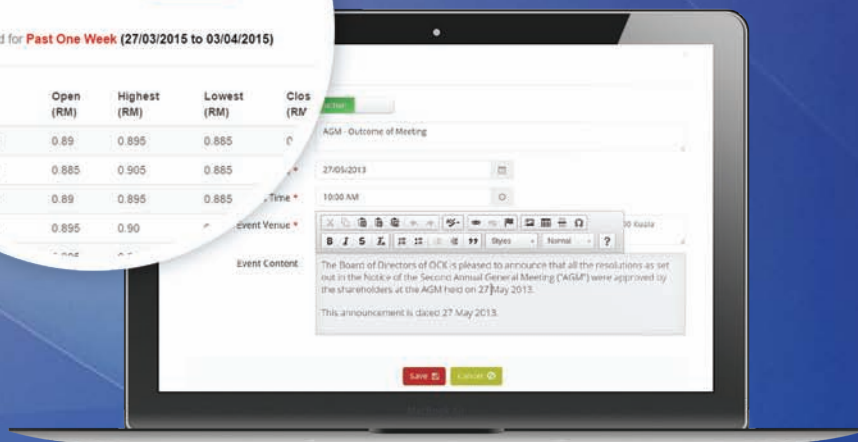 d for Past One Week (27/03/2015 to 03/04/2015)
Open (RM) Highest (RM) Lowest (RM) Clos (RM
0.89 0.895 0.885
0.885 0.905 0.885
0.89 0.895 0.885
0.895 0.90
AGM - Outcome of Meeting
27/05/2013
Time * 10:00 AM
Event Venue *
B I S Styles Normal ?
Event Content
The Board of Directors of OCK is pleased to announce that all the resolutions as set
out in the Notice of the Second Annual General Meeting ("AGM") were approved by
the shareholders at the AGM held on 27 May 2013.
This announcement is dated 27 May 2013.
Save Cancel